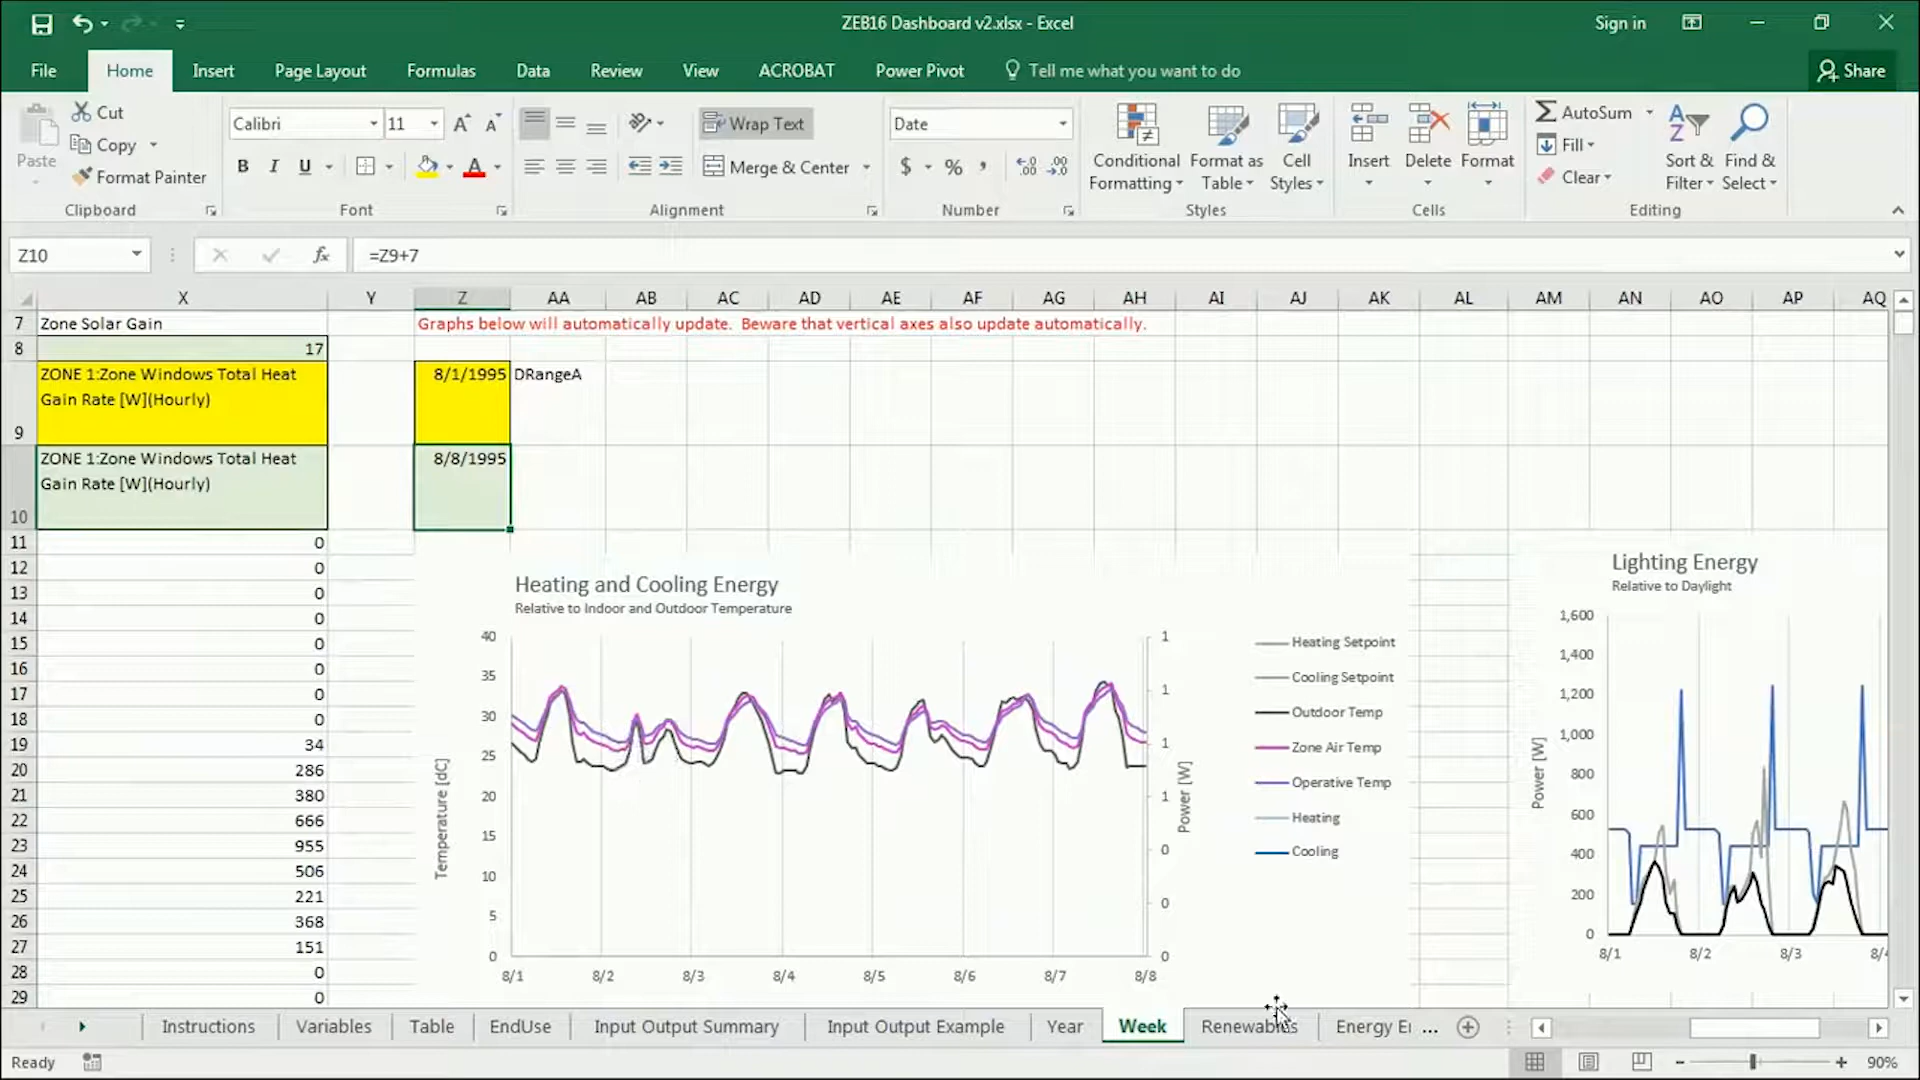 ZEB16 Dashboard v2.xlsx - Excel
Sign in
File Home Insert Page Layout Formulas Data Review View ACROBAT Power Pivot Tell me what you want to do Share
Cut
Copy
Format Painter
Paste
Clipboard
Calibri 11
B I U
Font
Wrap Text
Merge & Center
Alignment
Date
$ % ,
Number
Conditional Formatting
Format as Table
Cell Styles
Styles
Insert Delete Format
Cells
AutoSum
Fill
Clear
Sort & Filter
Find & Select
Editing
Z10 fx =Z9+7
X Y Z AA AB AC AD AE AF AG AH AI AJ AK AL AM AN AO AP AQ
7 Zone Solar Gain Graphs below will automatically update. Beware that vertical axes also update automatically.
8 17
9 ZONE 1:Zone Windows Total Heat Gain Rate [W](Hourly) 8/1/1995 DRangeA
10 ZONE 1:Zone Windows Total Heat Gain Rate [W](Hourly) 8/8/1995
11 0
12 0
13 0
14 0
15 0
16 0
17 0
18 0
19 34
20 286
21 380
22 666
23 955
24 506
25 221
26 368
27 151
28 0
29 0
Heating and Cooling Energy
Relative to Indoor and Outdoor Temperature
Temperature [dC]
40
35
30
25
20
15
10
5
0
8/1 8/2 8/3 8/4 8/5 8/6 8/7 8/8
1
1
1
1
0
0
0
Power [W]
Heating Setpoint
Cooling Setpoint
Outdoor Temp
Zone Air Temp
Operative Temp
Heating
Cooling
Lighting Energy
Relative to Daylight
Power [W]
1,600
1,400
1,200
1,000
800
600
400
200
0
8/1 8/2 8/3 8/4
Instructions Variables Table EndUse Input Output Summary Input Output Example Year Week Renewables Energy Er ...
Ready
90%